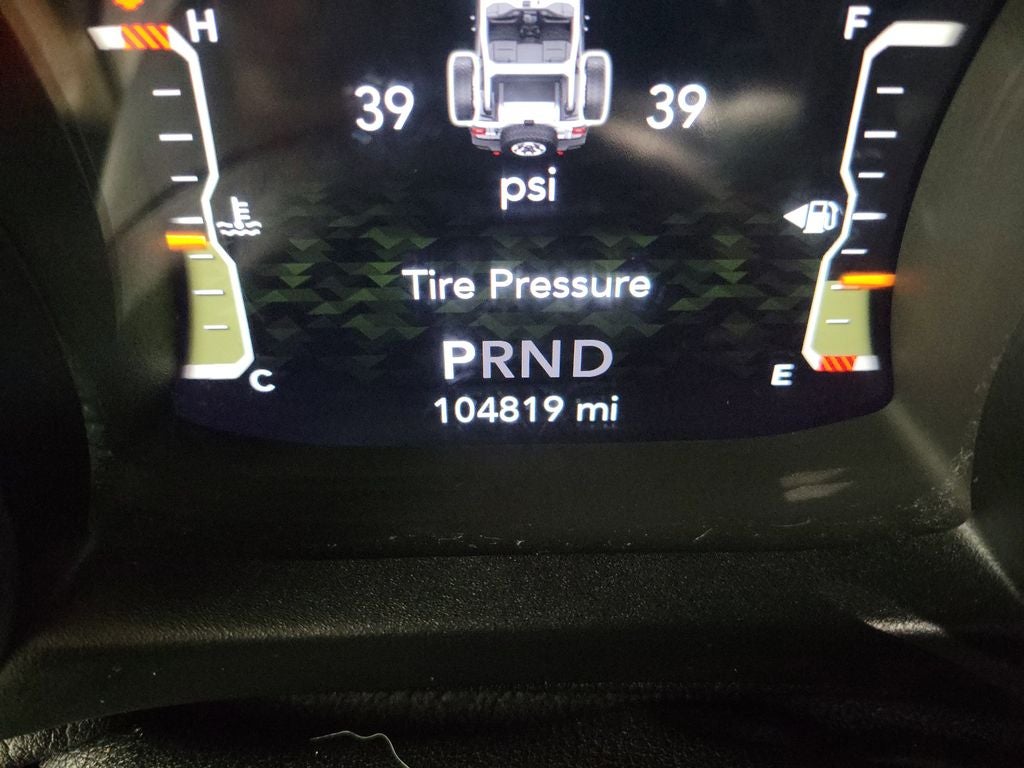 H F
39 39
psi
Tire Pressure
PRND
C E
104819 mi